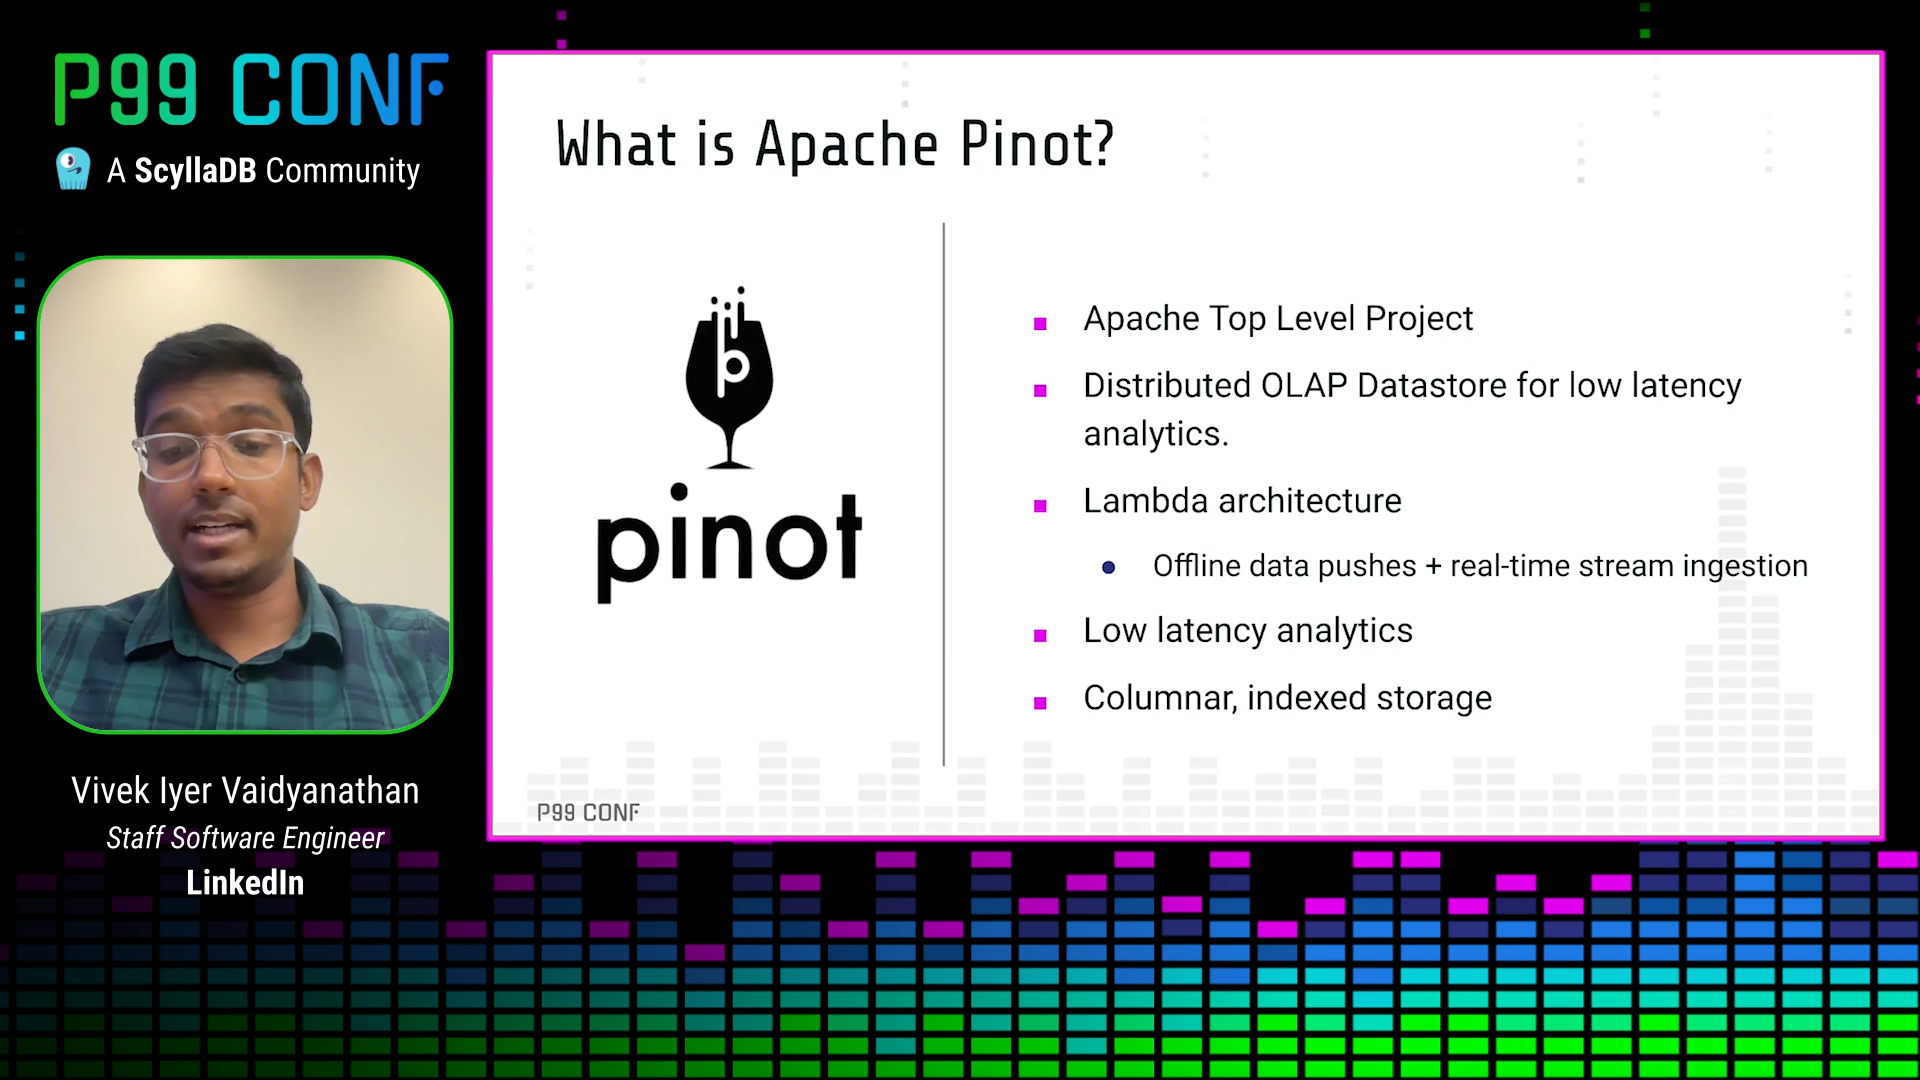 P99 CONF
A ScyllaDB Community
Vivek Iyer Vaidyanathan
Staff Software Engineer
LinkedIn
What is Apache Pinot?
p
pinot
Apache Top Level Project
Distributed OLAP Datastore for low latency
analytics.
Lambda architecture
Offline data pushes + real-time stream ingestion
Low latency analytics
Columnar, indexed storage
P99 CONF